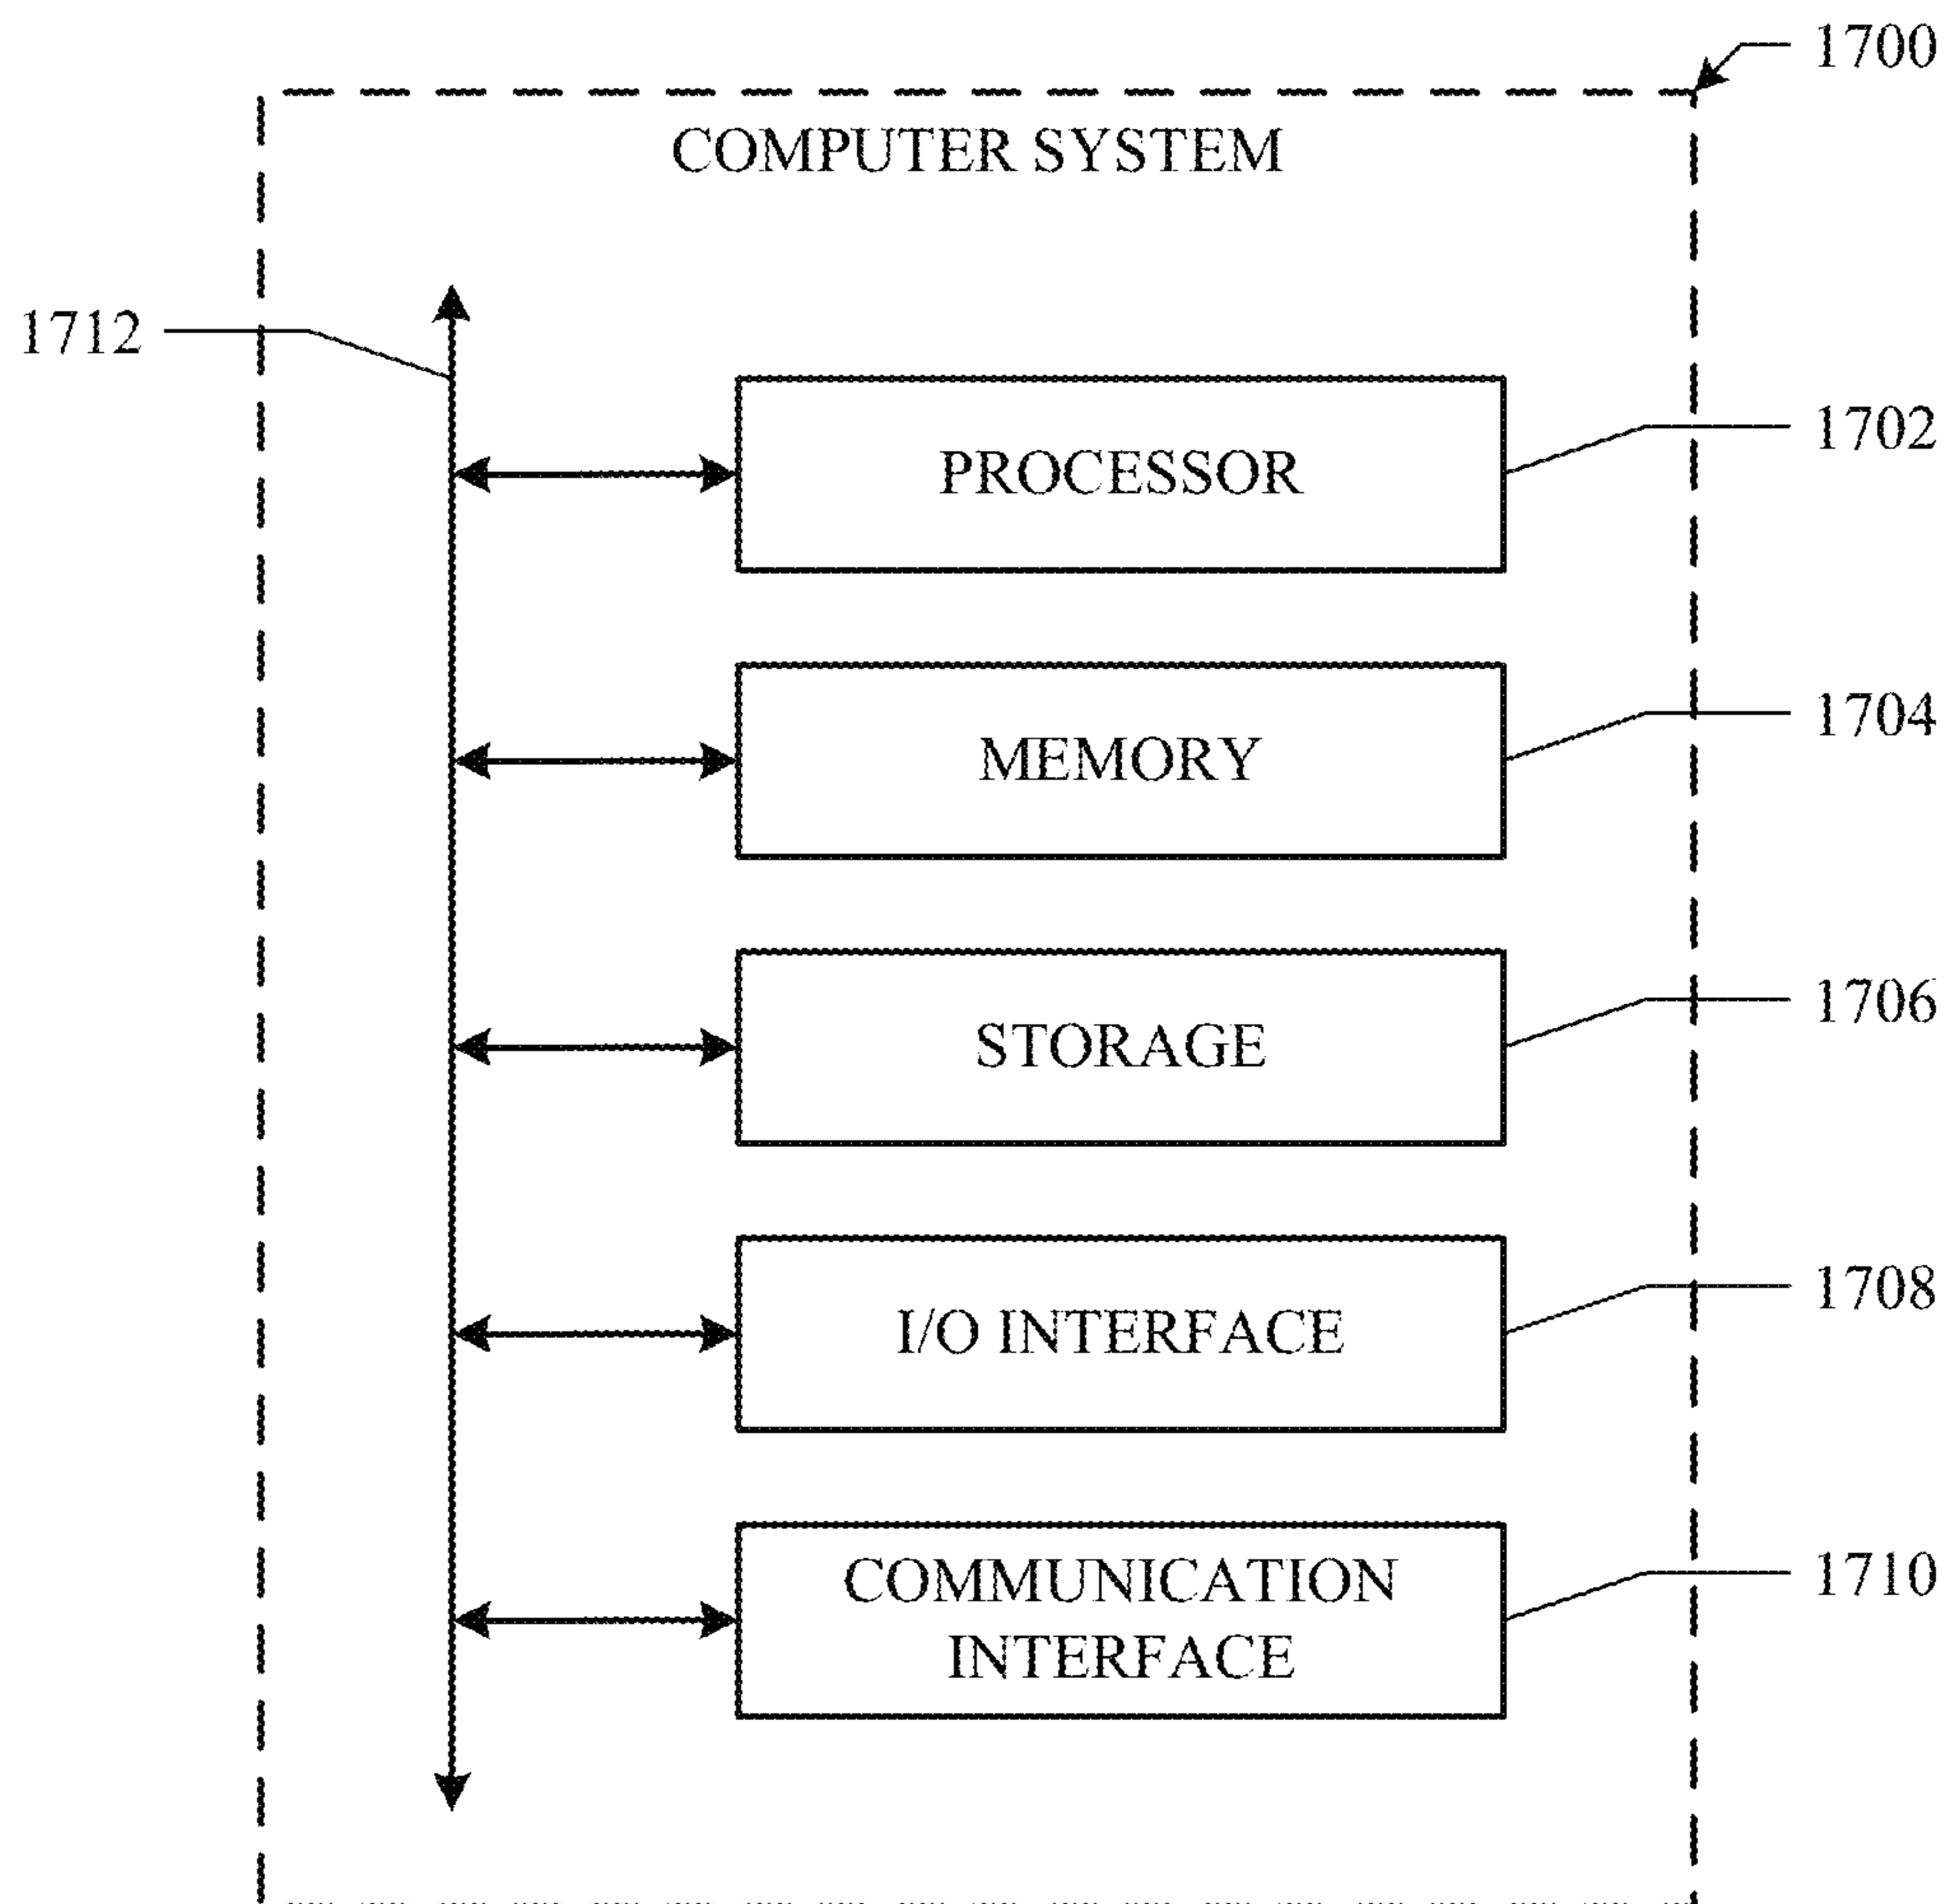 1700
COMPUTER SYSTEM
1712
PROCESSOR
1702
MEMORY
1704
STORAGE
1706
I/O INTERFACE
1708
COMMUNICATION
INTERFACE
1710